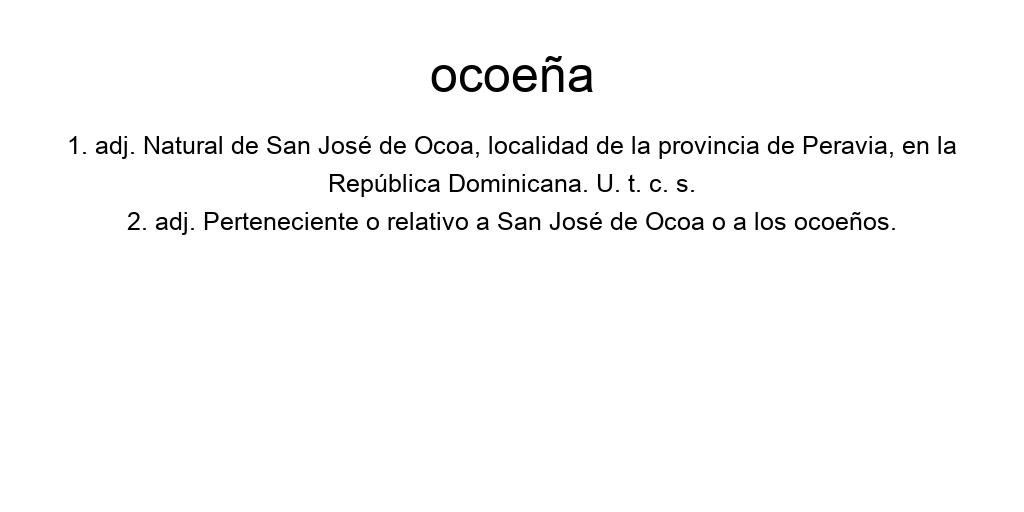 ocoeña
1. adj. Natural de San José de Ocoa, localidad de la provincia de Peravia, en la
República Dominicana. U. t. c. s.
2. adj. Perteneciente o relativo a San José de Ocoa o a los ocoeños.